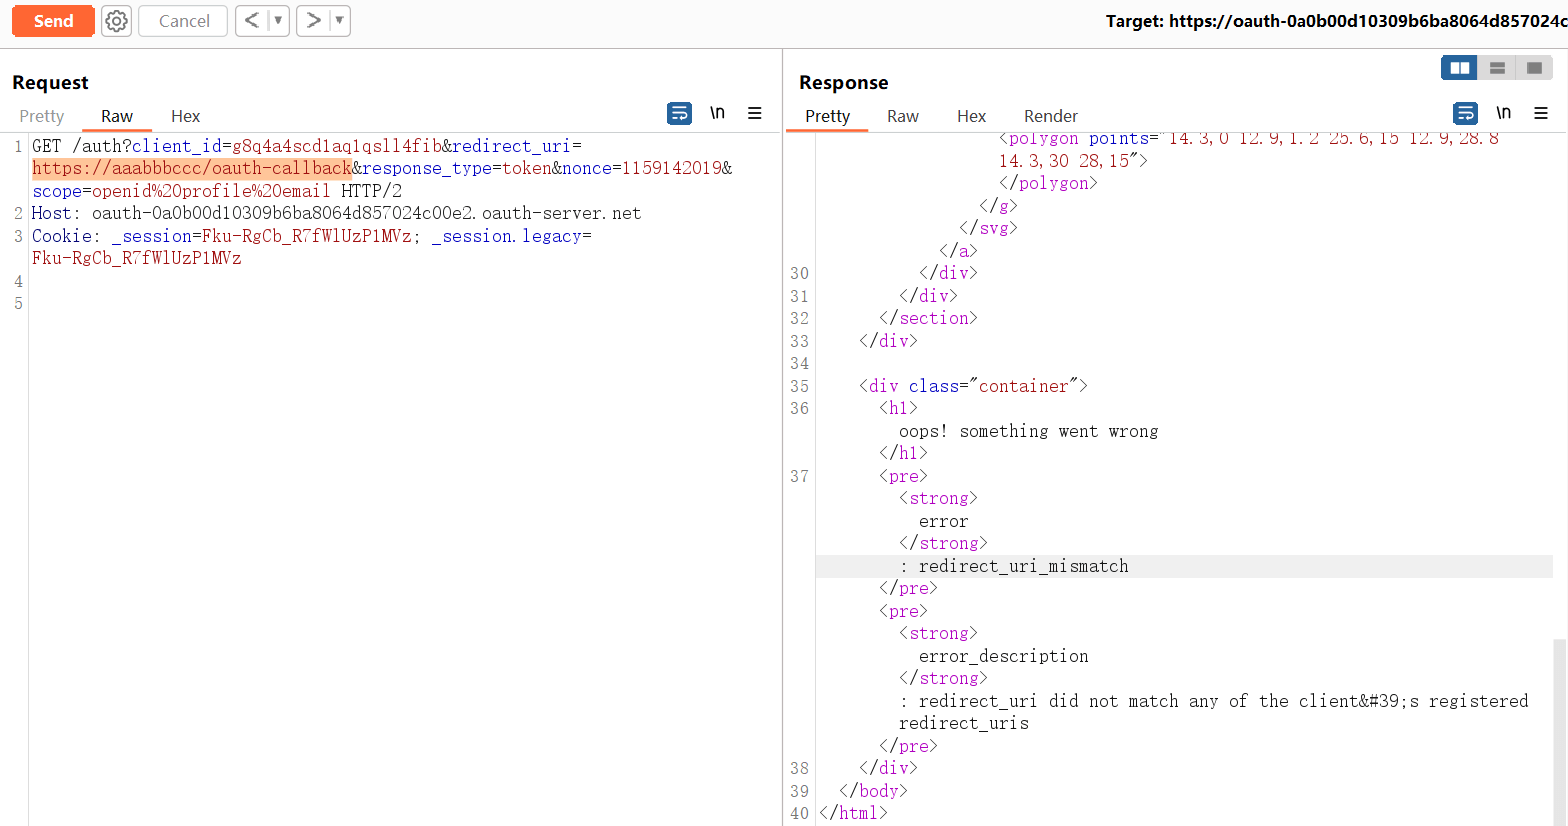 Send
Cancel
Target: https://oauth-0a0b00d10309b6ba8064d857024c
Request
Pretty Raw Hex
\n
1 GET /auth?client_id=g8q4a4scd1aq1qsll4fib&redirect_uri=
https://aaabbbccc/oauth-callback&response_type=token&nonce=1159142019&
scope=openid%20profile%20email HTTP/2
2 Host: oauth-0a0b00d10309b6ba8064d857024c00e2.oauth-server.net
3 Cookie: _session=Fku-RgCb_R7fWlUzP1MVz; _session.legacy=
Fku-RgCb_R7fWlUzP1MVz
4
5
Response
Pretty Raw Hex Render
\n
<polygon points="14.3,0 12.9,1.2 25.6,15 12.9,28.8
14.3,30 28,15">
</polygon>
</g>
</svg>
</a>
30 </div>
31 </div>
32 </section>
33 </div>
34
35 <div class="container">
36 <h1>
oops! something went wrong
</h1>
37 <pre>
<strong>
error
</strong>
: redirect_uri_mismatch
</pre>
<pre>
<strong>
error_description
</strong>
: redirect_uri did not match any of the client&#39;s registered
redirect_uris
</pre>
38 </div>
39 </body>
40 </html>